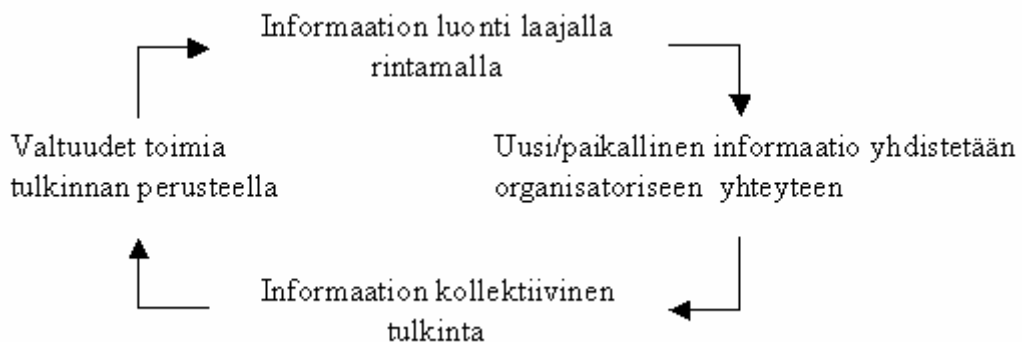 Informaation luonti laajalla
rintamalla
Valtuudet toimia
tulkinnan perusteella
Uusi/paikallinen informaatio yhdistetään
organisatoriseen yhteyteen
Informaation kollektiivinen
tulkinta